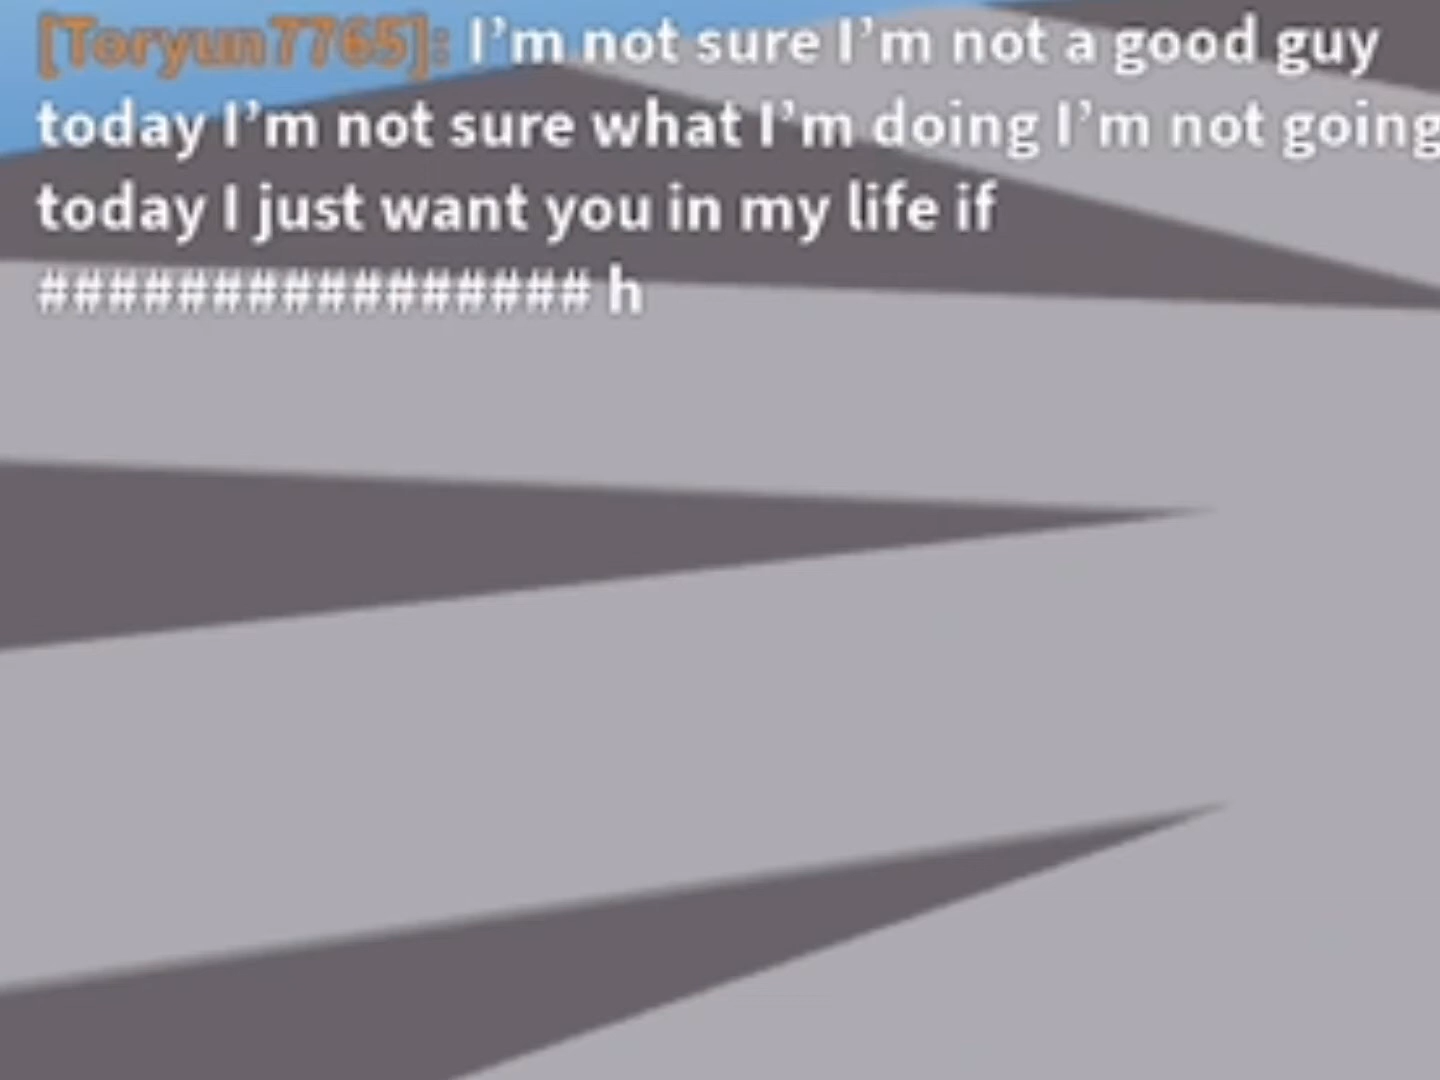 [Toryun7765]: I’m not sure I’m not a good guy
today I’m not sure what I’m doing I’m not going
today I just want you in my life if
################ h